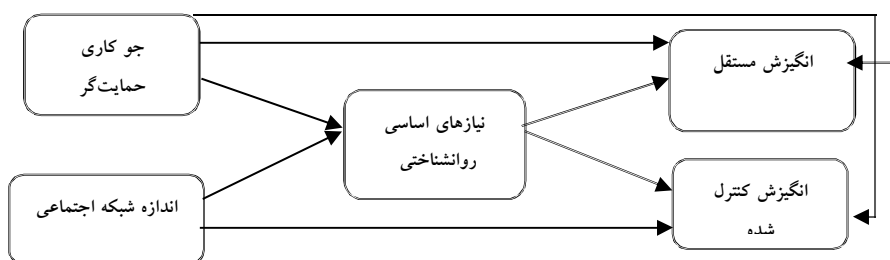 جو کاری
حمایت‌گر
انگیزش مستقل
نیازهای اساسی
روانشناختی
اندازه شبکه اجتماعی
انگیزش کنترل
شده